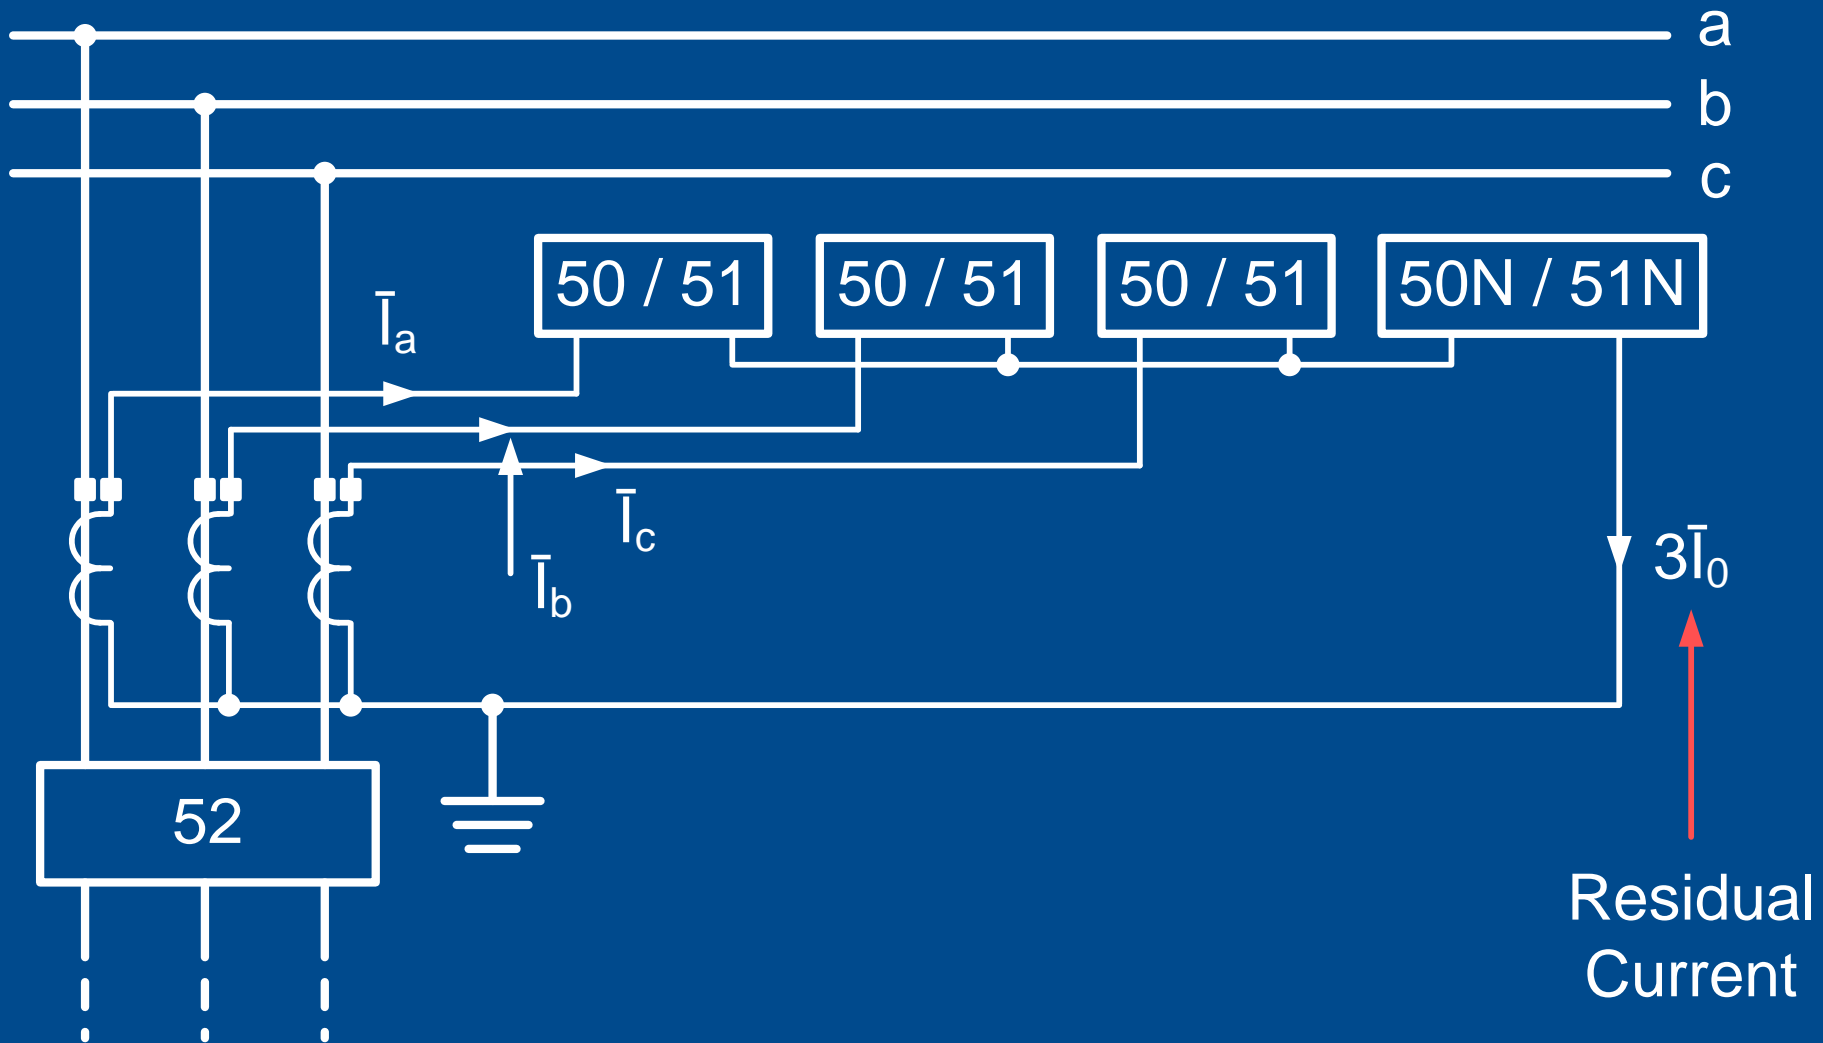 a
b
c
50 / 51
50 / 51
50 / 51
50N / 51N
Īa
Īc
Īb
3Ī0
52
Residual
Current